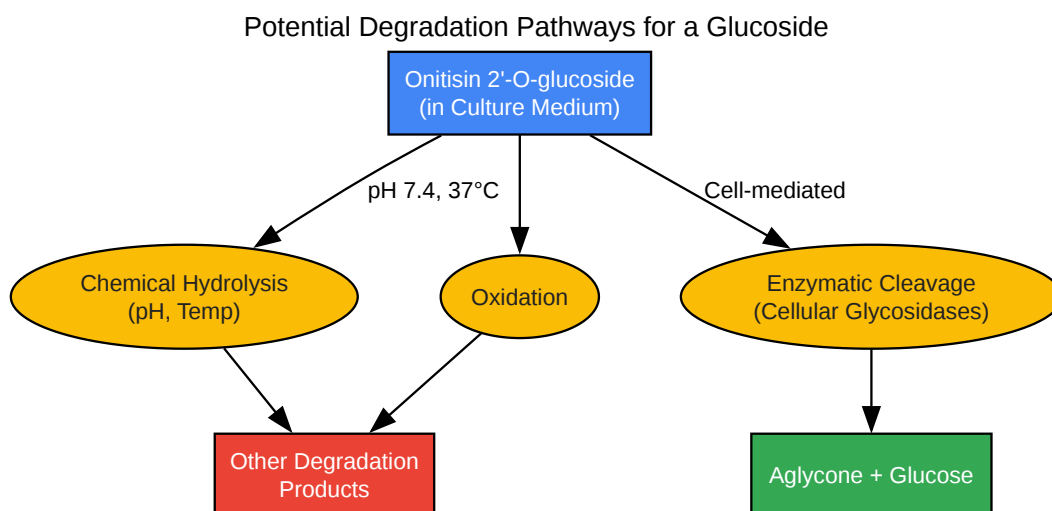 Potential Degradation Pathways for a Glucoside
Onitisin 2'-O-glucoside
(in Culture Medium)
pH 7.4, 37°C
Cell-mediated
Chemical Hydrolysis
(pH, Temp)
Oxidation
Enzymatic Cleavage
(Cellular Glycosidases)
Other Degradation
Products
Aglycone + Glucose